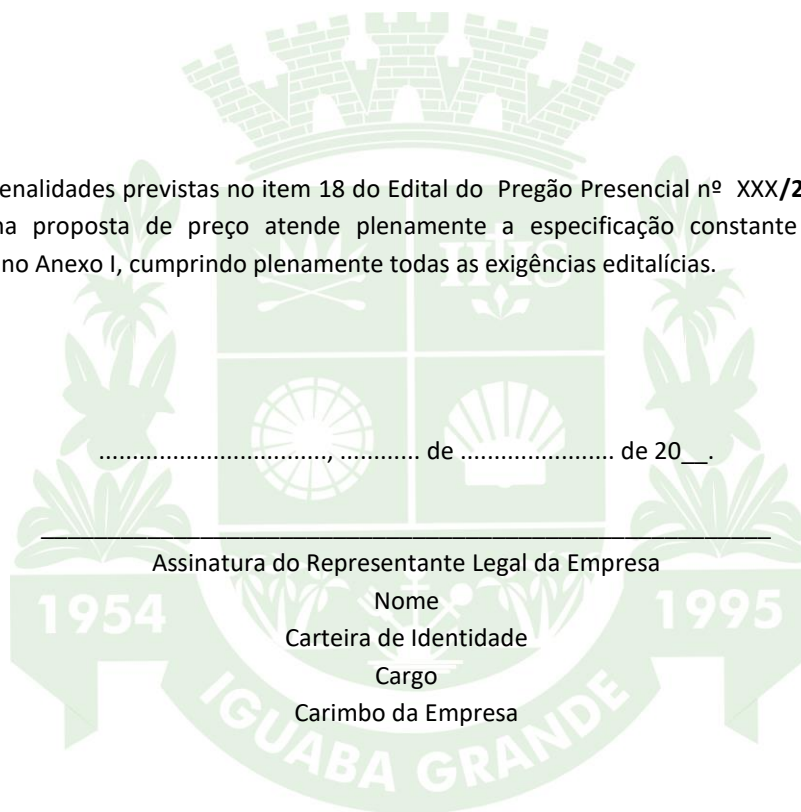 enalidades previstas no item 18 do Edital do Pregão Presencial nº XXX/2
na proposta de preço atende plenamente a especificação constante
no Anexo I, cumprindo plenamente todas as exigências editalícias.
IHS
.................................., ............ de ....................... de 20__.
_______________________________________________________
Assinatura do Representante Legal da Empresa
1954
Nome
1995
Carteira de Identidade
Cargo
Carimbo da Empresa
IGUABA GRANDE